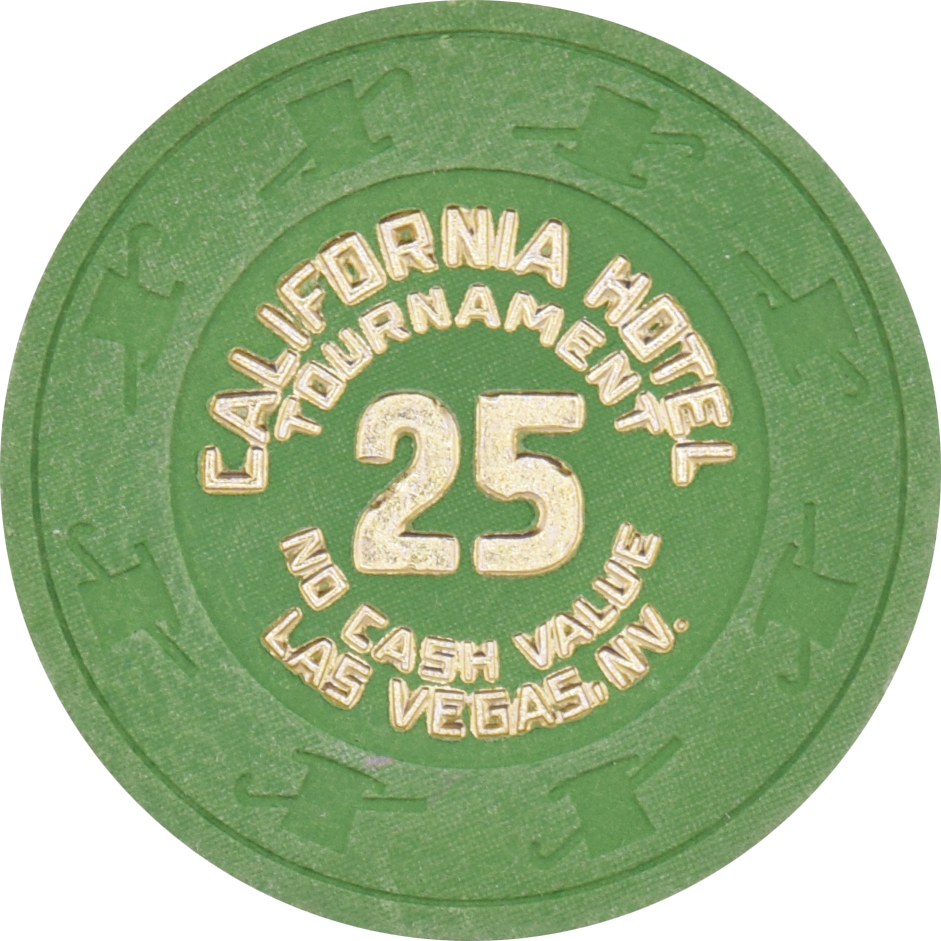 CALIFORNIA HOTEL
TOURNAMENT
25
NO CASH VALUE
LAS VEGAS, NV.